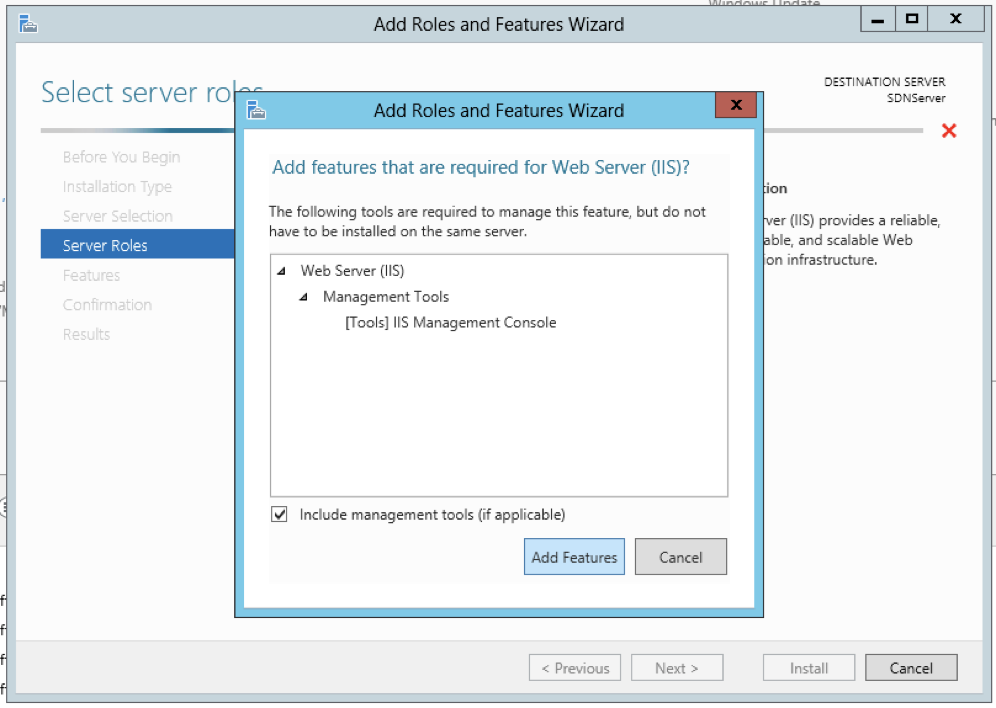 Windows Update
Add Roles and Features Wizard
Select server roles
DESTINATION SERVER
SDNServer
Before You Begin
Installation Type
Server Selection
Server Roles
Features
Confirmation
Results
Add Roles and Features Wizard
Add features that are required for Web Server (IIS)?
The following tools are required to manage this feature, but do not
have to be installed on the same server.
Web Server (IIS)
Management Tools
[Tools] IIS Management Console
Include management tools (if applicable)
Add Features
Cancel
tion
rver (IIS) provides a reliable,
able, and scalable Web
ion infrastructure.
< Previous
Next >
Install
Cancel